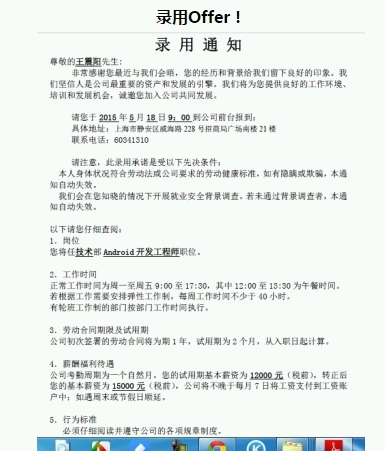 录用Offer！
录 用 通 知
尊敬的王震阳先生:
非常感谢您最近与我们会晤，您的经历和背景给我们留下良好的印象。我
们坚信人是公司最重要的资产和发展的引擎。我们将为您提供良好的工作环境、
培训和发展机会，诚邀您加入公司共同发展。
请您于 2015 年 5 月 18 日 9：00 到公司前台报到:
具体地址: 上海市静安区威海路 228 号招商局广场南楼 21 楼
联系电话: 60341310
请注意，此录用承诺是受以下先决条件:
本人身体状况符合劳动法或公司要求的劳动健康标准，如有隐瞒或欺骗，本通
知自动失效。
我们会在您知晓的情况下开展就业安全背景调查。若未通过背景调查者，本通
知自动失效。
以下请您仔细查阅:
1．岗位
您将任技术部 Android 开发工程师职位。
2．工作时间
正常工作时间为周一至周五 9:00 至 17:30，其中 12:00 至 13:30 为午餐时间。
若根据工作需要安排弹性工作制，每周工作时间不少于 40 小时。
有轮班工作制的部门按部门工作时间执行。
3．劳动合同期限及试用期
公司初次签署的劳动合同将为期 1 年，试用期为 2 个月，从入职日起计算。
4．薪酬福利待遇
公司考勤周期为一个自然月，您的试用期基本薪资为 12000 元（税前），转正后
您的基本薪资为 15000 元（税前），公司将不晚于每月 7 日将工资支付到工资账
户中；如遇周末或节假日顺延。
5．行为标准
必须仔细阅读并遵守公司的各项规章制度。